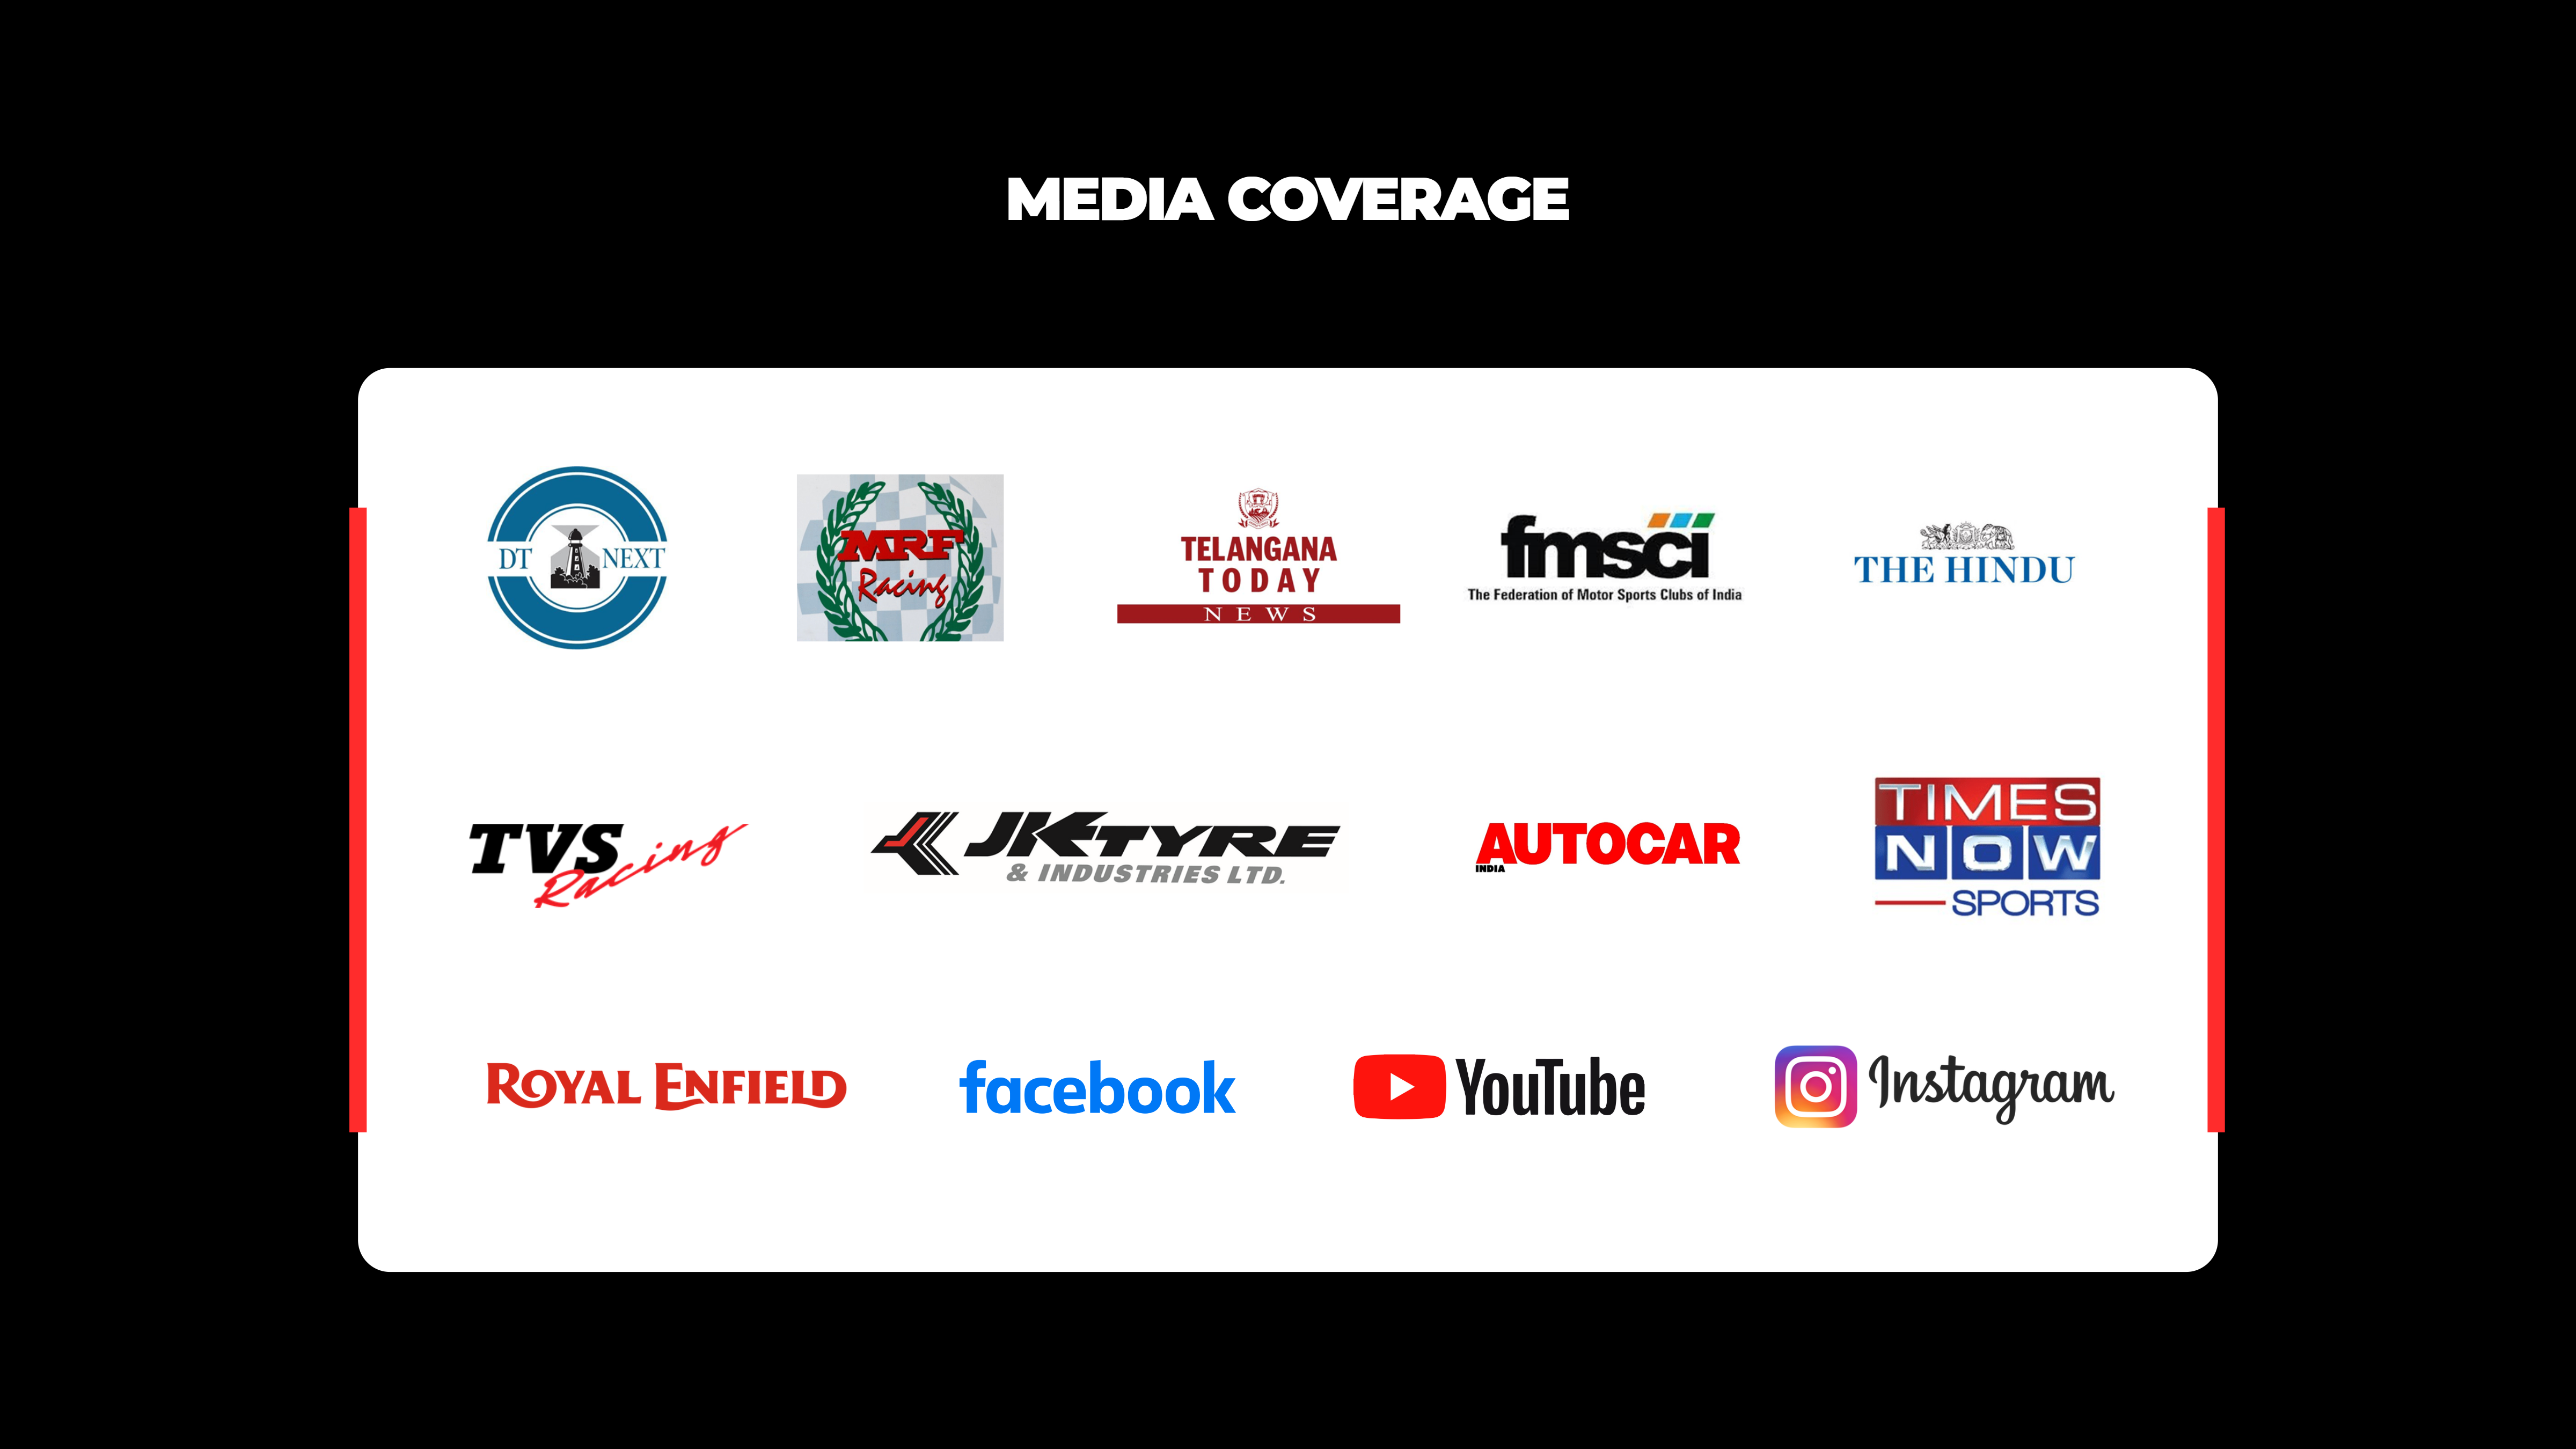 MEDIA COVERAGE
DT NEXT
MRF
Racing
TELANGANA
TODAY
NEWS
fmsci
The Federation of Motor Sports Clubs of India
THE HINDU
TVS
Racing
JK TYRE
& INDUSTRIES LTD.
AUTOCAR
INDIA
TIMES
NOW
SPORTS
ROYAL ENFIELD
facebook
YouTube
Instagram